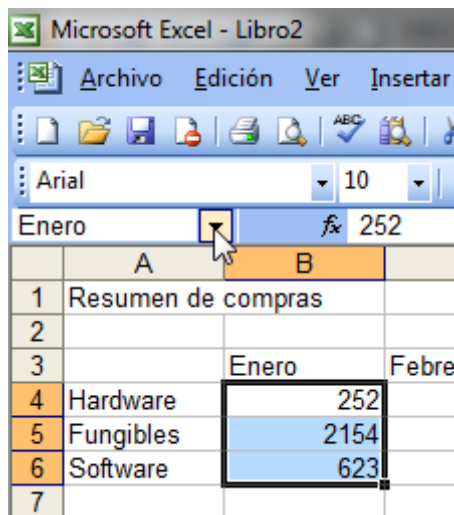 Microsoft Excel - Libro2
Archivo Edición Ver Insertar
ABC
Arial 10
Enero fx 252
A B
1 Resumen de compras
2
3 Enero Febre
4 Hardware 252
5 Fungibles 2154
6 Software 623
7